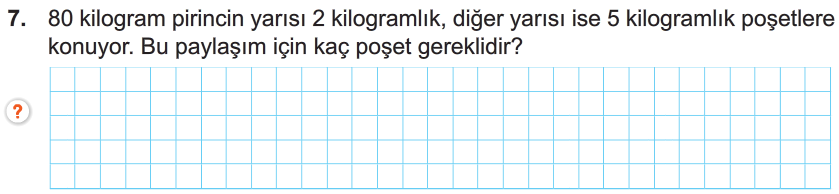 7. 80 kilogram pirincin yarısı 2 kilogramlık, diğer yarısı ise 5 kilogramlık poşetlere
konuyor. Bu paylaşım için kaç poşet gereklidir?
?